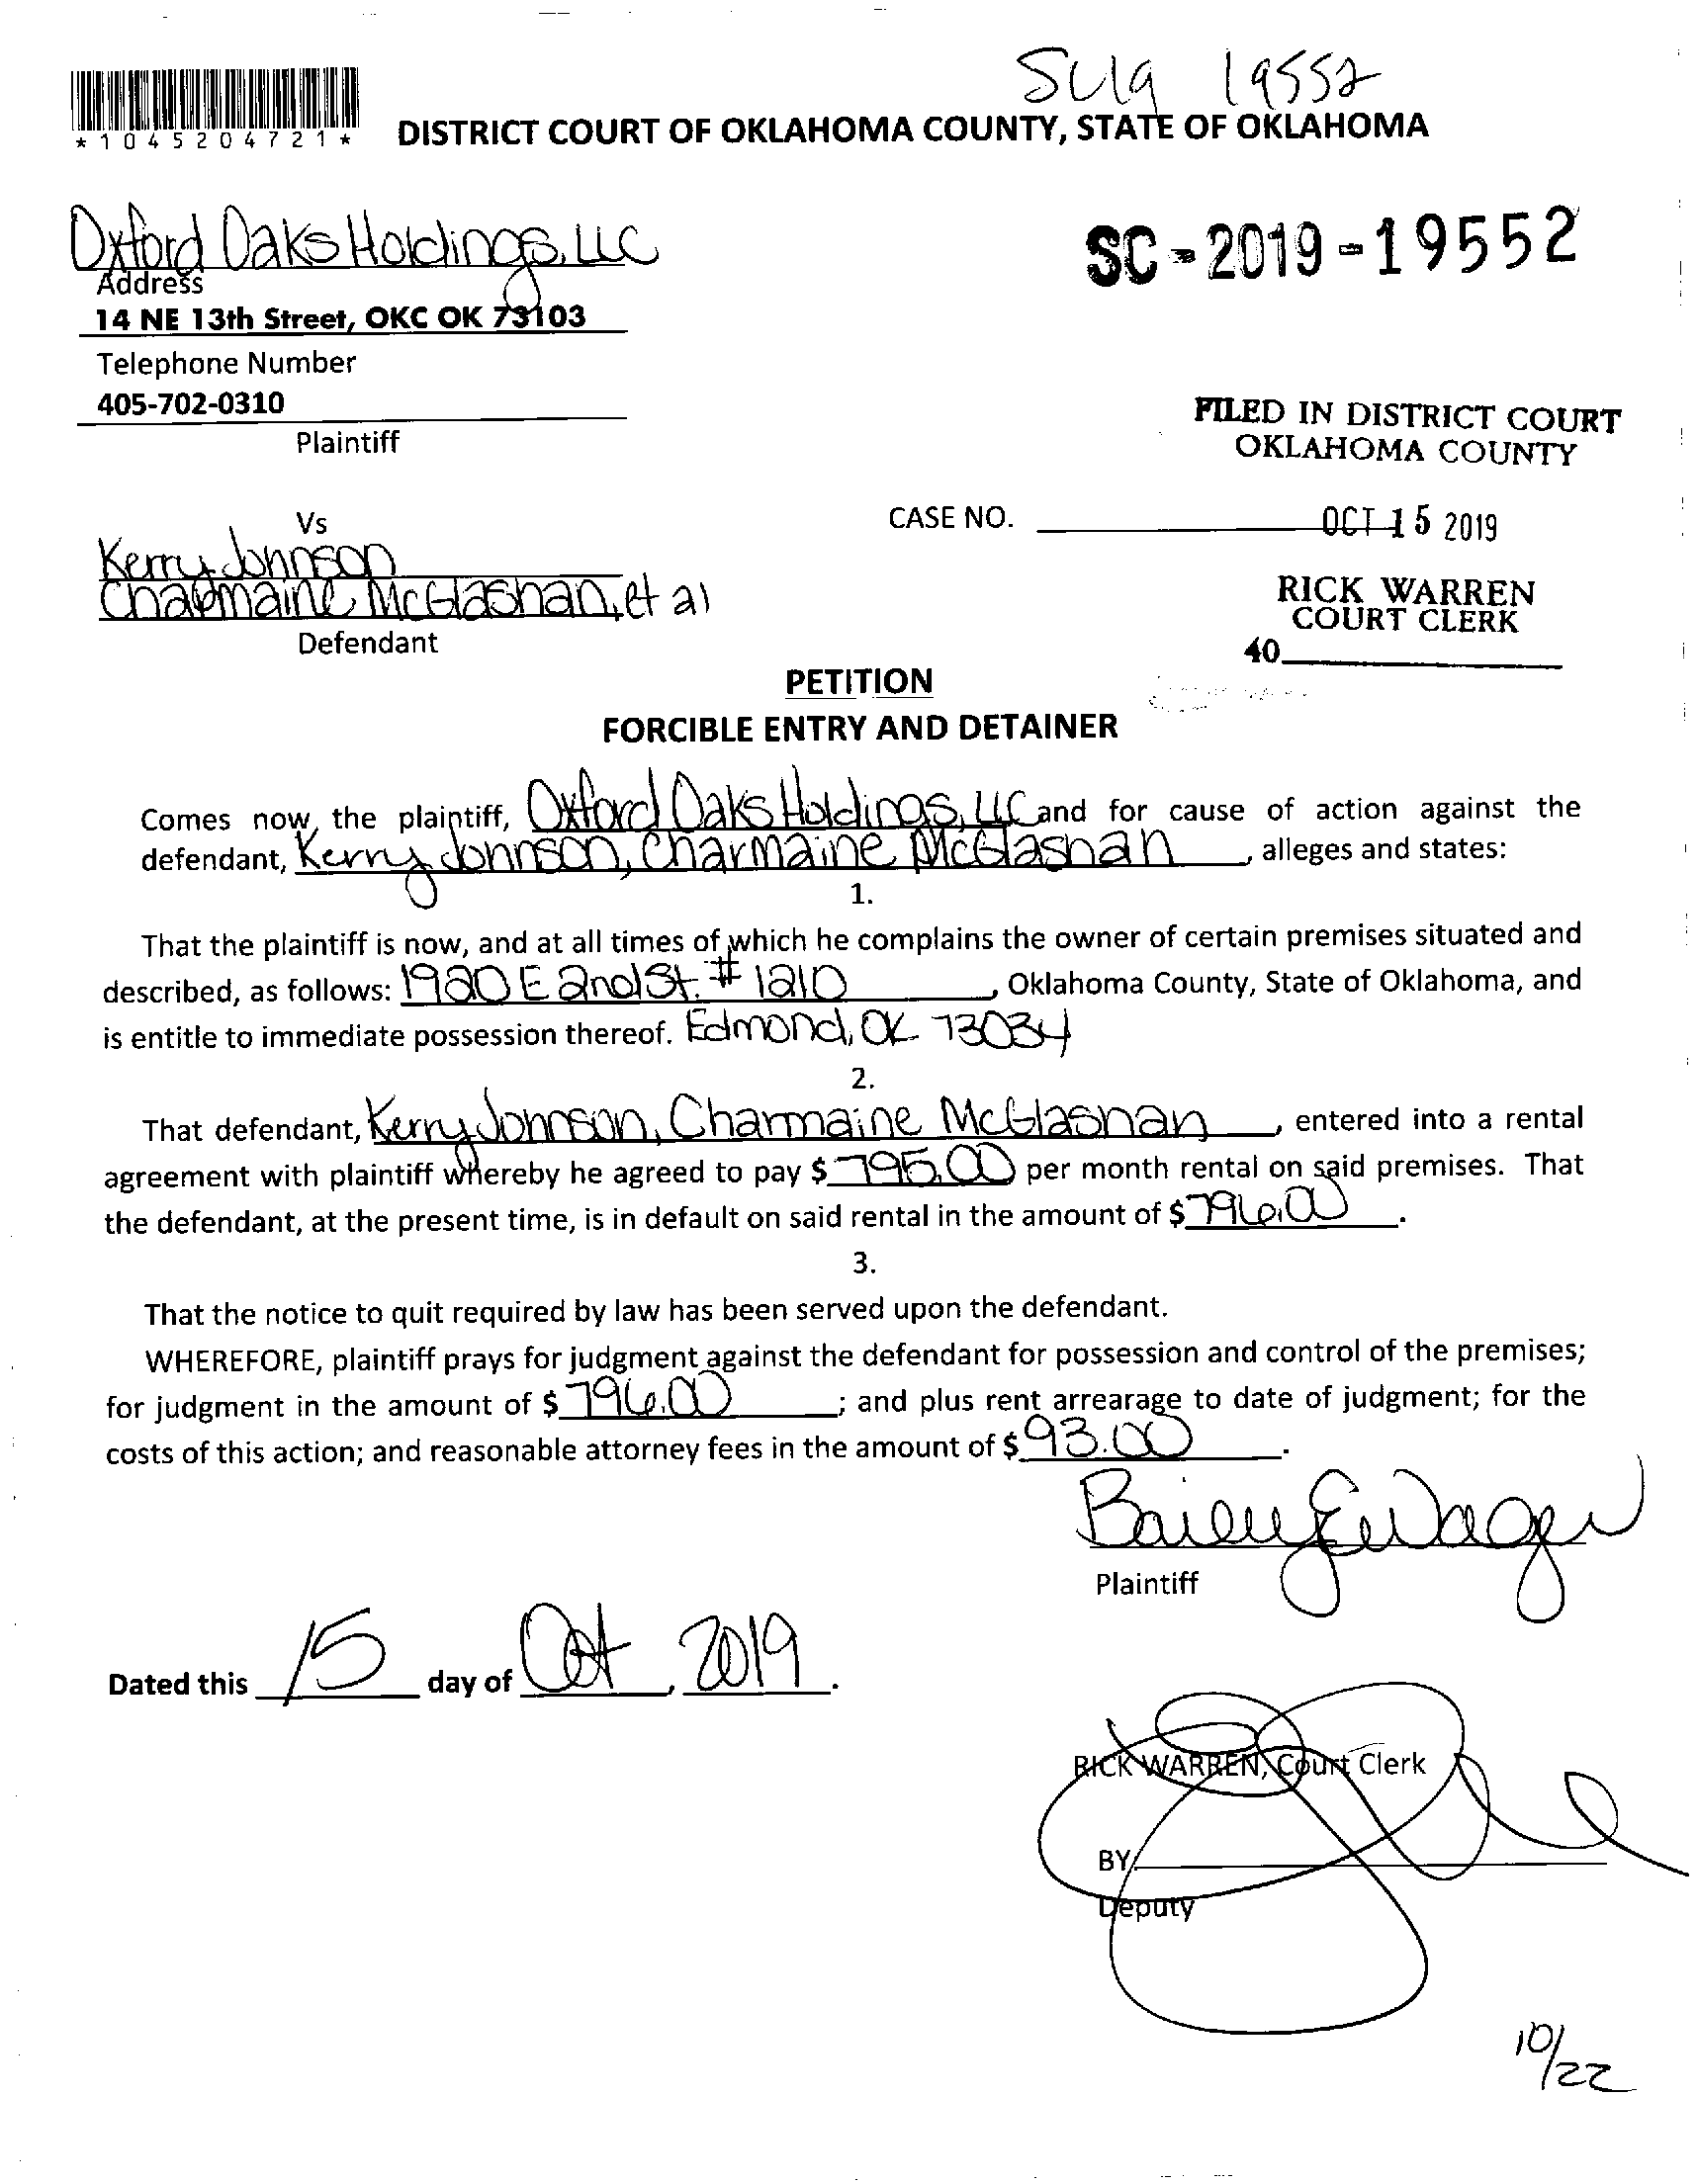 SC19 19552
*1045204721*
DISTRICT COURT OF OKLAHOMA COUNTY, STATE OF OKLAHOMA
Oxford Oaks Holdings, LLC
SC-2019-19552
Address
14 NE 13th Street, OKC OK 73103
Telephone Number
405-702-0310
Plaintiff
FILED IN DISTRICT COURT
OKLAHOMA COUNTY
Vs
CASE NO.
OCT 15 2019
Kerry Johnson
Charmaine McGlashan, et al
Defendant
RICK WARREN
COURT CLERK
40
PETITION
FORCIBLE ENTRY AND DETAINER
Comes now, the plaintiff, Oxford Oaks Holdings, LLC and for cause of action against the
defendant, Kerry Johnson, Charmaine McGlashan, alleges and states:
1.
That the plaintiff is now, and at all times of which he complains the owner of certain premises situated and
described, as follows: 1920 E 2nd St. # 1210, Oklahoma County, State of Oklahoma, and
is entitle to immediate possession thereof. Edmond, OK 73034
2.
That defendant, Kerry Johnson, Charmaine McGlashan, entered into a rental
agreement with plaintiff whereby he agreed to pay $ 795.00 per month rental on said premises. That
the defendant, at the present time, is in default on said rental in the amount of $ 796.00.
3.
That the notice to quit required by law has been served upon the defendant.
WHEREFORE, plaintiff prays for judgment against the defendant for possession and control of the premises;
for judgment in the amount of $ 796.00; and plus rent arrearage to date of judgment; for the
costs of this action; and reasonable attorney fees in the amount of $ 93.00.
Plaintiff
Dated this 15 day of Oct, 2019.
RICK WARREN, Court Clerk
BY
Deputy
10/22